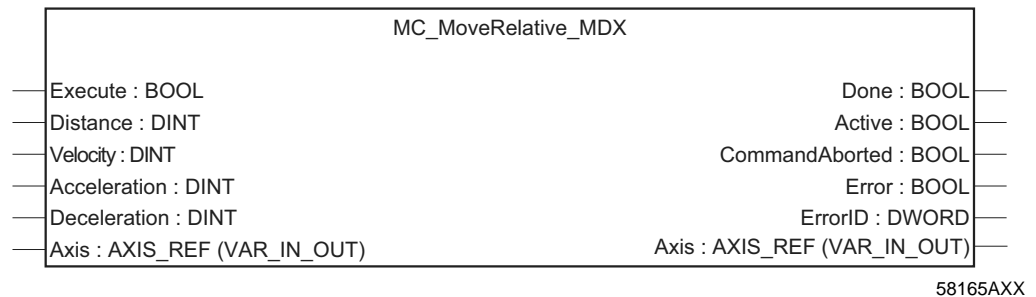 MC_MoveRelative_MDX
Execute : BOOL Done : BOOL
Distance : DINT Active : BOOL
Velocity : DINT CommandAborted : BOOL
Acceleration : DINT Error : BOOL
Deceleration : DINT ErrorID : DWORD
Axis : AXIS_REF (VAR_IN_OUT) Axis : AXIS_REF (VAR_IN_OUT)
58165AXX